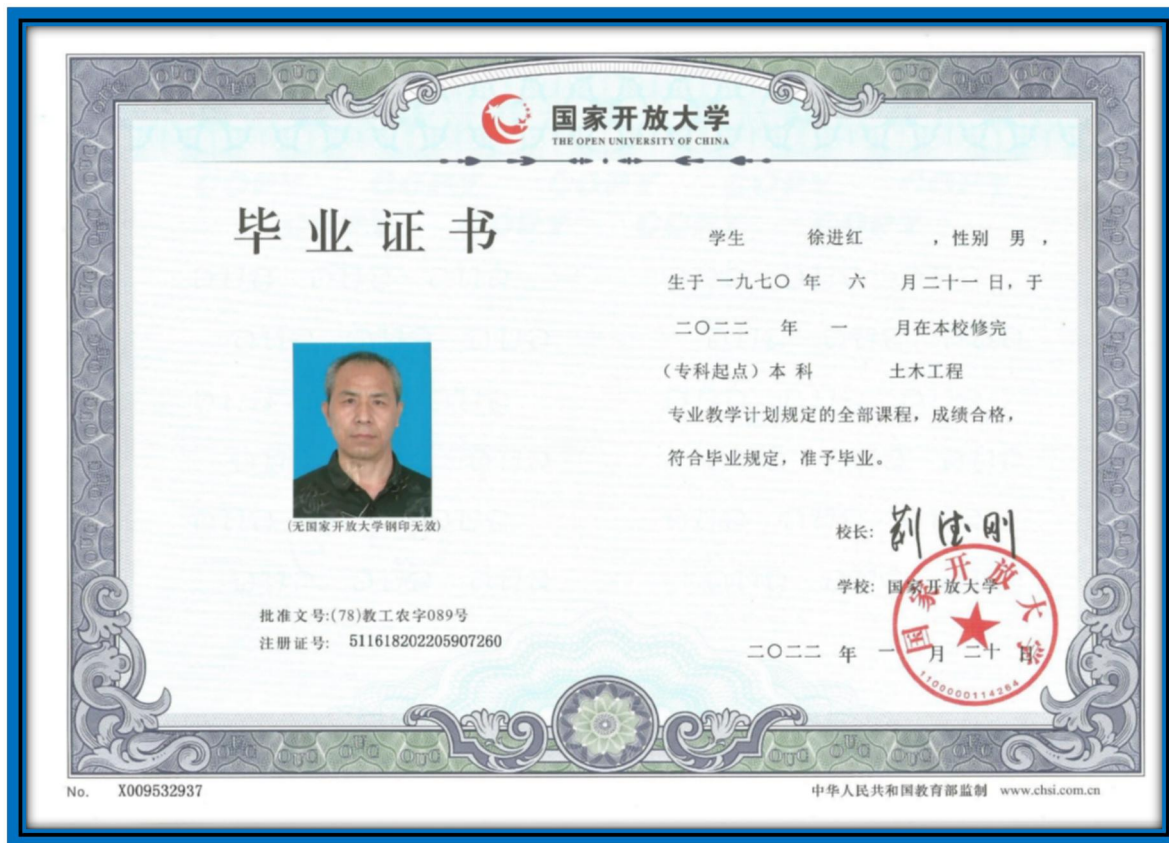 国家开放大学
THE OPEN UNIVERSITY OF CHINA
毕业证书
学生 徐进红 ，性别 男 ，
生于 一九七〇 年 六 月二十一 日，于
二〇二二 年 一 月在本校修完
（专科起点）本 科 土木工程
专业教学计划规定的全部课程，成绩合格，
符合毕业规定，准予毕业。
(无国家开放大学钢印无效)
校长:
学校: 国家开放大学
国家开放大学
1100000114284
二〇二二 年 一 月 二十 日
批准文号:(78)教工农字089号
注册证号: 511618202205907260
No. X009532937
中华人民共和国教育部监制 www.chsi.com.cn